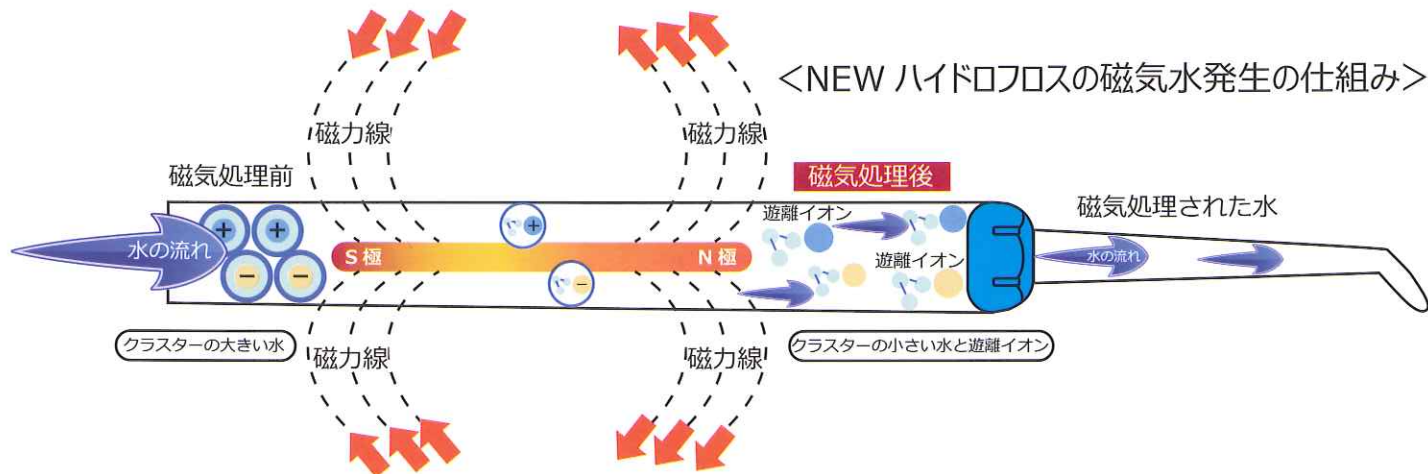 <NEW ハイドロフロスの磁気水発生の仕組み>
磁力線
磁力線
磁気処理前
磁気処理後
磁気処理された水
遊離イオン
水の流れ
+
+
+
S 極
N 極
遊離イオン
水の流れ
−
−
−
クラスターの大きい水
磁力線
磁力線
クラスターの小さい水と遊離イオン